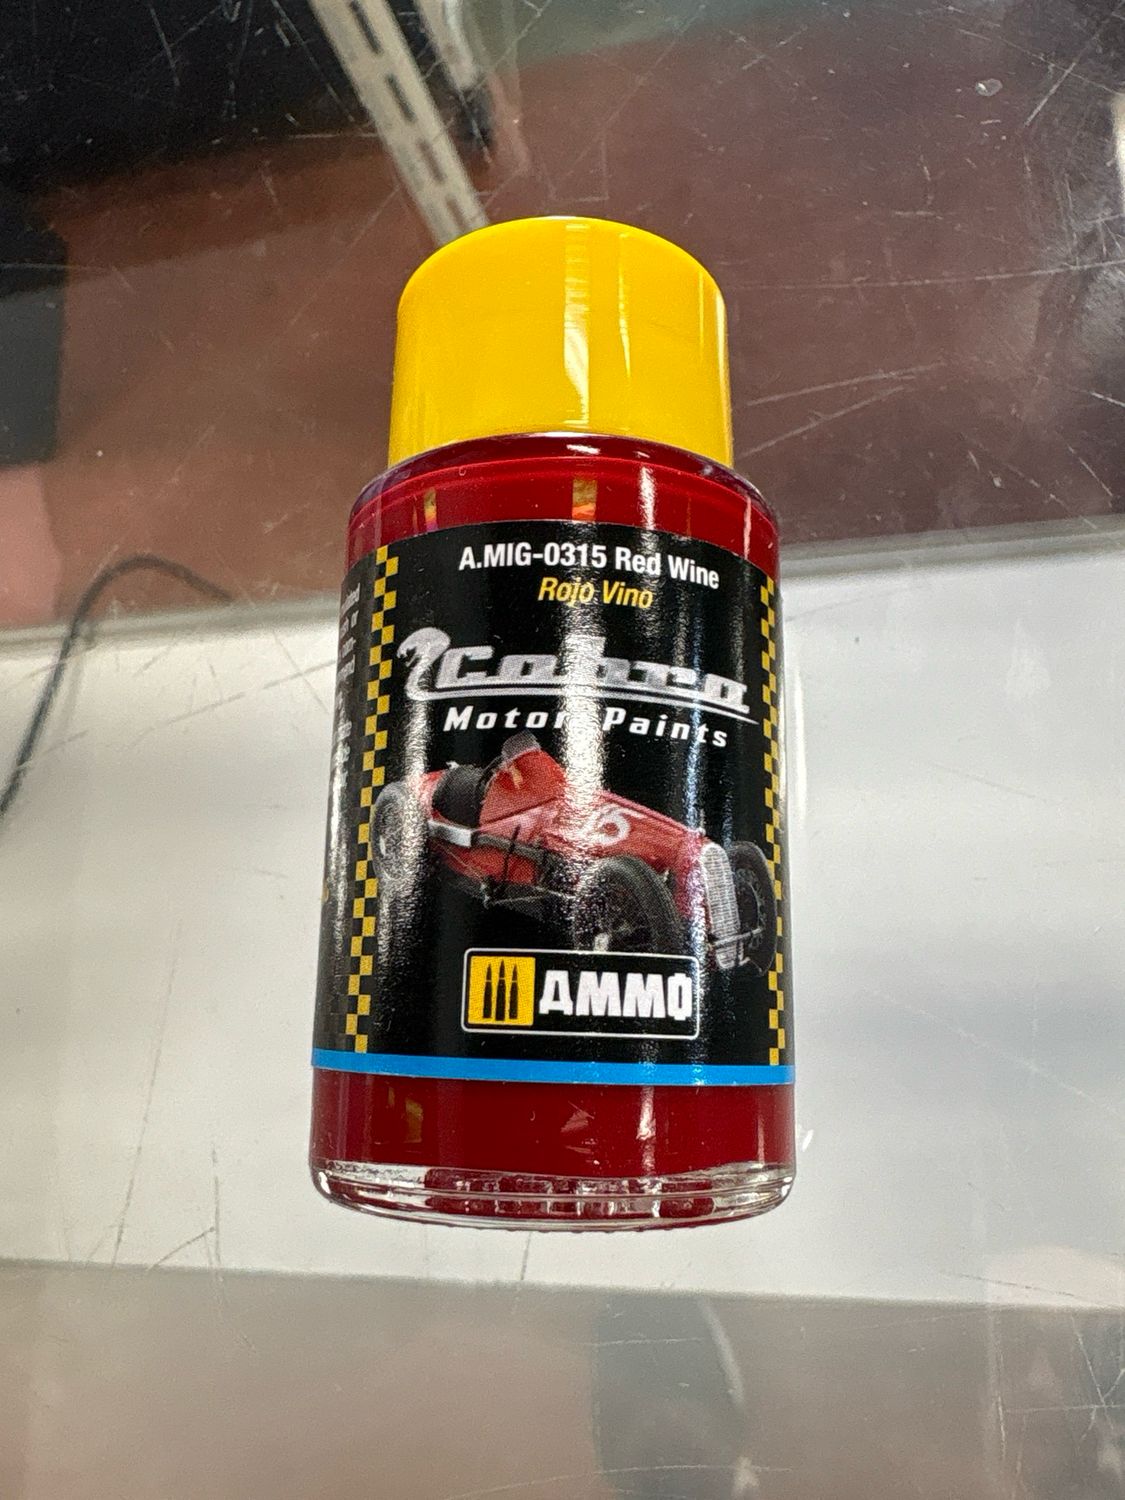 A.MIG-0315 Red Wine
Rojo Vino
Cobra
Motor Paints
15
AMMO